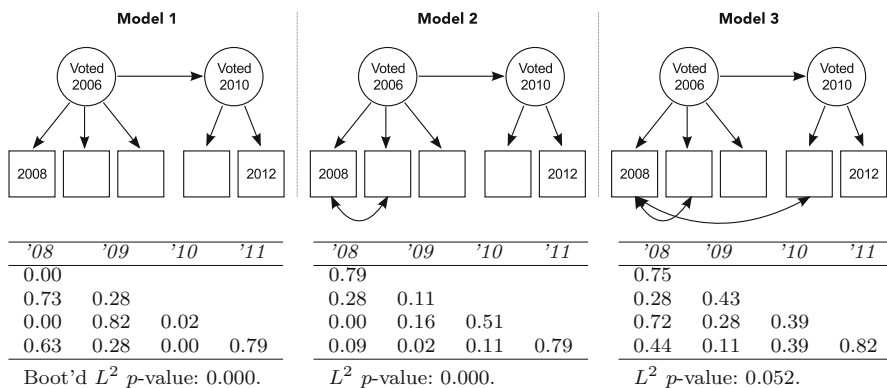 Model 1 Model 2 Model 3
Voted 2006 Voted 2010 Voted 2006 Voted 2010 Voted 2006 Voted 2010
2008 2012 2008 2012 2008 2012
'08 '09 '10 '11 '08 '09 '10 '11 '08 '09 '10 '11
0.00 0.79 0.75
0.73 0.28 0.28 0.11 0.28 0.43
0.00 0.82 0.02 0.00 0.16 0.51 0.72 0.28 0.39
0.63 0.28 0.00 0.79 0.09 0.02 0.11 0.79 0.44 0.11 0.39 0.82
Boot'd L² p-value: 0.000. L² p-value: 0.000. L² p-value: 0.052.